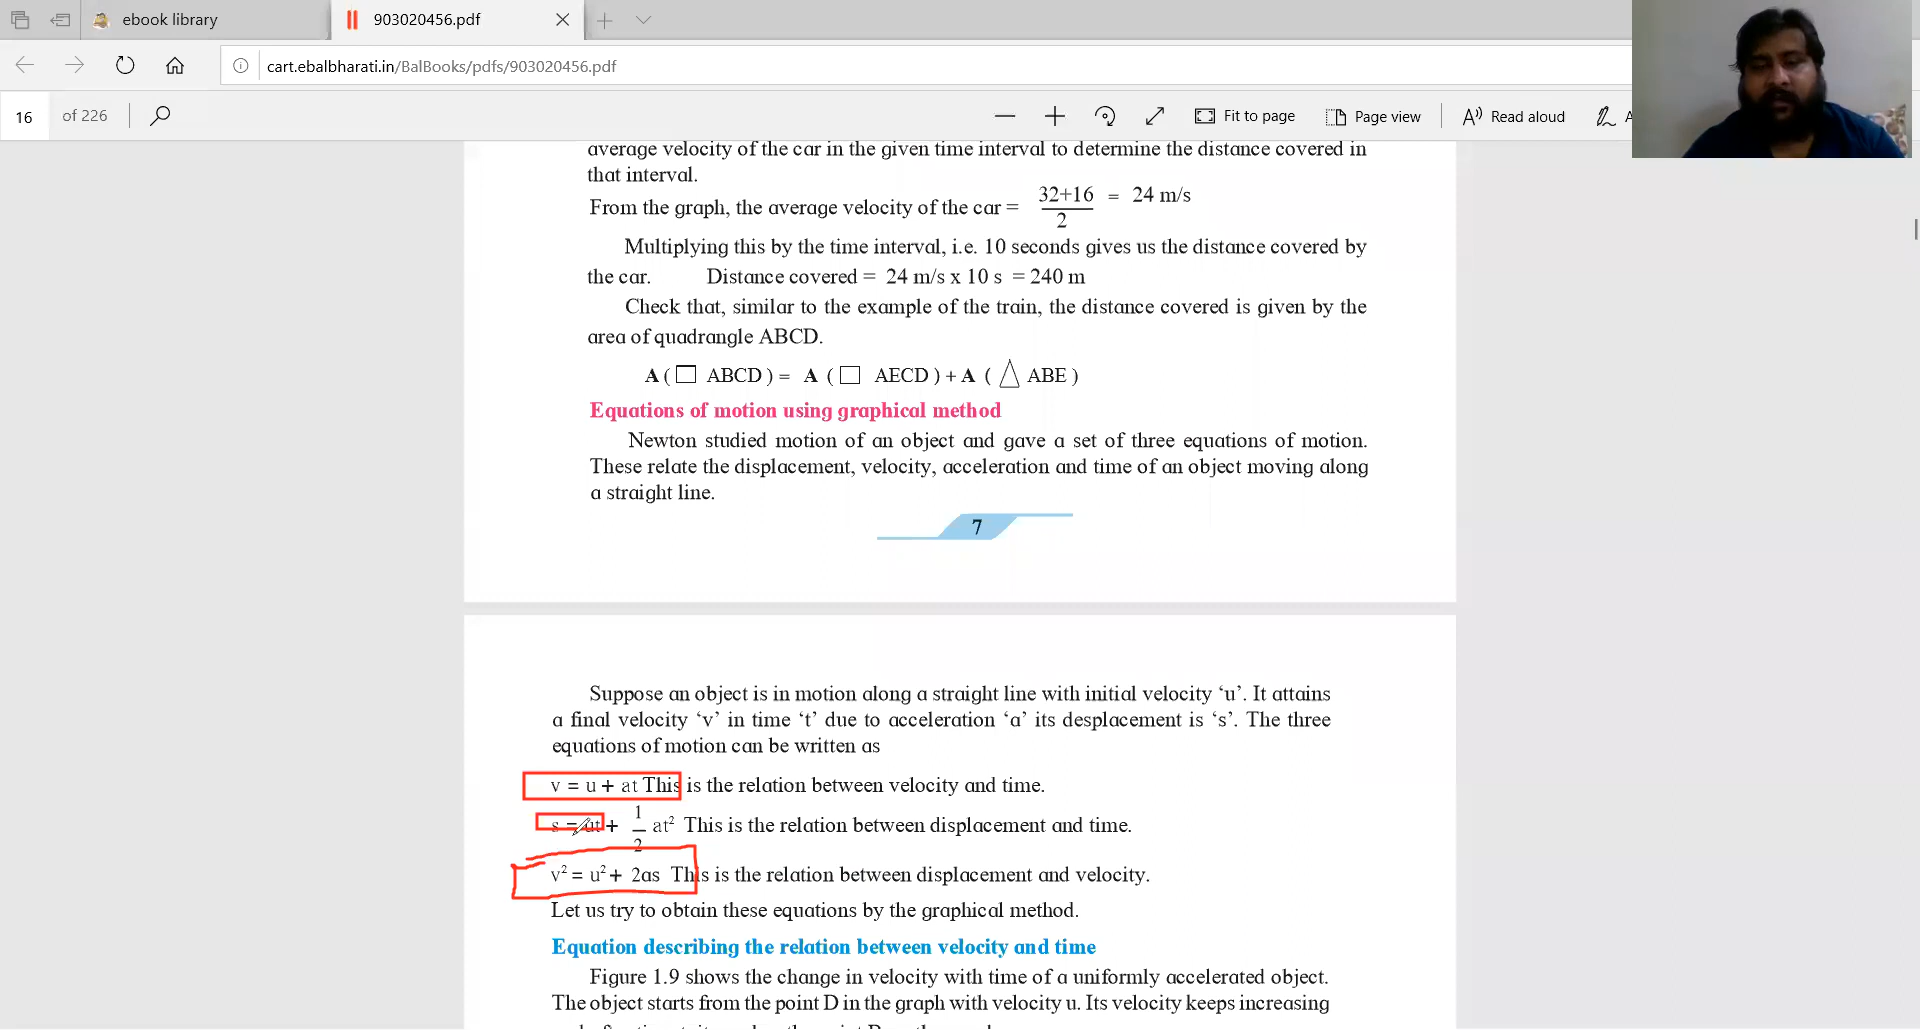 ebook library
903020456.pdf
cart.ebalbharati.in/BalBooks/pdfs/903020456.pdf
16 of 226
Fit to page
Page view
Read aloud
average velocity of the car in the given time interval to determine the distance covered in
that interval.
From the graph, the average velocity of the car = 32+16/2 = 24 m/s
Multiplying this by the time interval, i.e. 10 seconds gives us the distance covered by
the car. Distance covered = 24 m/s x 10 s = 240 m
Check that, similar to the example of the train, the distance covered is given by the
area of quadrangle ABCD.
A ( □ ABCD ) = A ( □ AECD ) + A ( △ ABE )
Equations of motion using graphical method
Newton studied motion of an object and gave a set of three equations of motion.
These relate the displacement, velocity, acceleration and time of an object moving along
a straight line.
7
Suppose an object is in motion along a straight line with initial velocity ‘u’. It attains
a final velocity ‘v’ in time ‘t’ due to acceleration ‘a’ its desplacement is ‘s’. The three
equations of motion can be written as
v = u + at This is the relation between velocity and time.
s = ut + 1/2 at² This is the relation between displacement and time.
v² = u² + 2as This is the relation between displacement and velocity.
Let us try to obtain these equations by the graphical method.
Equation describing the relation between velocity and time
Figure 1.9 shows the change in velocity with time of a uniformly accelerated object.
The object starts from the point D in the graph with velocity u. Its velocity keeps increasing